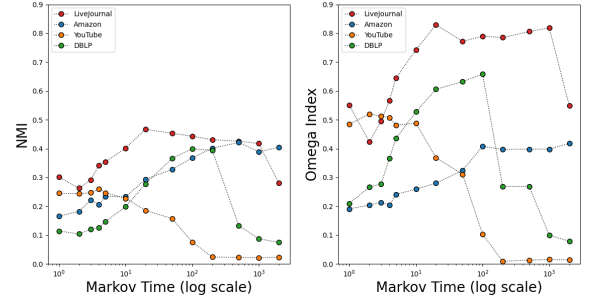 0.9
0.8
0.7
0.6
0.5
0.4
0.3
0.2
0.1
0.0
NMI
LiveJournal
Amazon
YouTube
DBLP
10⁰ 10¹ 10² 10³
Markov Time (log scale)
0.9
0.8
0.7
0.6
0.5
0.4
0.3
0.2
0.1
0.0
Omega Index
LiveJournal
Amazon
YouTube
DBLP
10⁰ 10¹ 10² 10³
Markov Time (log scale)